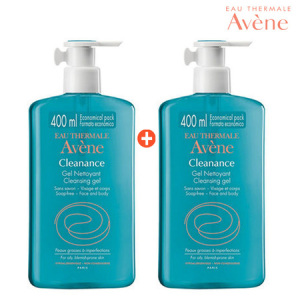 EAU THERMALE
Avène
400 ml
Economical pack
Formato económico
EAU THERMALE
Avène
Cleanance
Gel Nettoyant
Cleansing gel
Sans savon - Visage et corps
Soap-free - Face and body
Peaux grasses à imperfections
For oily, blemish-prone skin
PARIS
400 ml
Economical pack
Formato económico
EAU THERMALE
Avène
Cleanance
Gel Nettoyant
Cleansing gel
Sans savon - Visage et corps
Soap-free - Face and body
Peaux grasses à imperfections
For oily, blemish-prone skin
PARIS